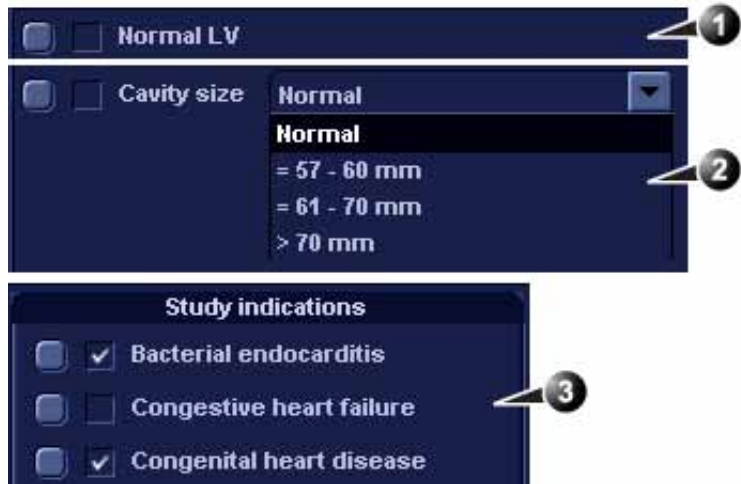 Normal LV
1
Cavity size Normal
Normal
= 57 - 60 mm
2
= 61 - 70 mm
> 70 mm
Study indications
Bacterial endocarditis
Congestive heart failure
3
Congenital heart disease